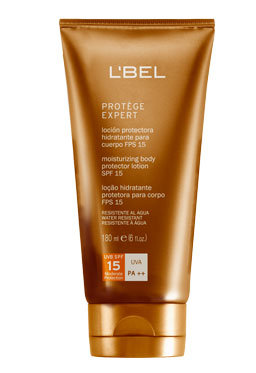 L'BEL
PROTÈGE
EXPERT
loción protectora
hidratante para
cuerpo FPS 15
moisturizing body
protector lotion
SPF 15
loção hidratante
protetora para corpo
FPS 15
RESISTENTE AL AGUA
WATER RESISTANT
RESISTENTE À ÁGUA
180 ml e (6 fl.oz.)
UVB SPF
15
Moderate
Protection
UVA
PA ++